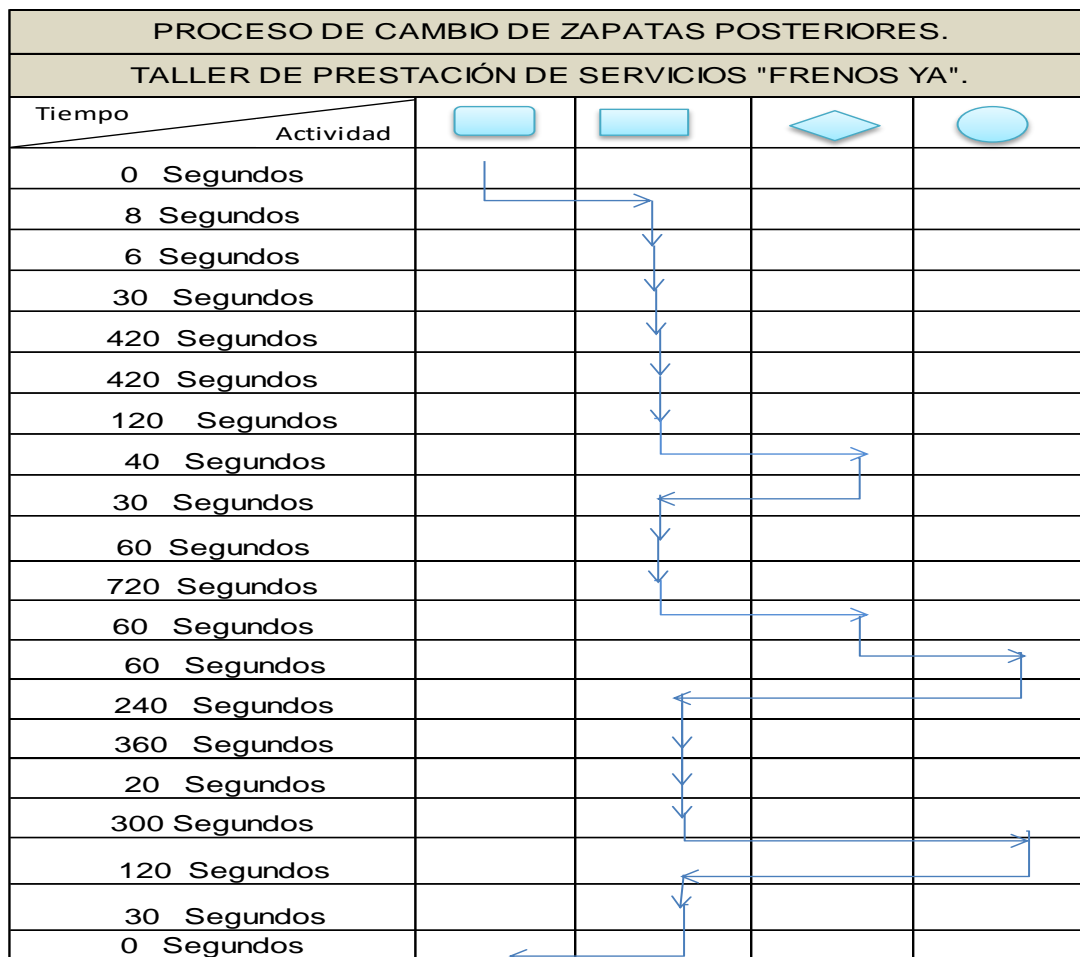 PROCESO DE CAMBIO DE ZAPATAS POSTERIORES.
TALLER DE PRESTACIÓN DE SERVICIOS "FRENOS YA".
Tiempo
Actividad
0 Segundos
8 Segundos
6 Segundos
30 Segundos
420 Segundos
420 Segundos
120 Segundos
40 Segundos
30 Segundos
60 Segundos
720 Segundos
60 Segundos
60 Segundos
240 Segundos
360 Segundos
20 Segundos
300 Segundos
120 Segundos
30 Segundos
0 Segundos